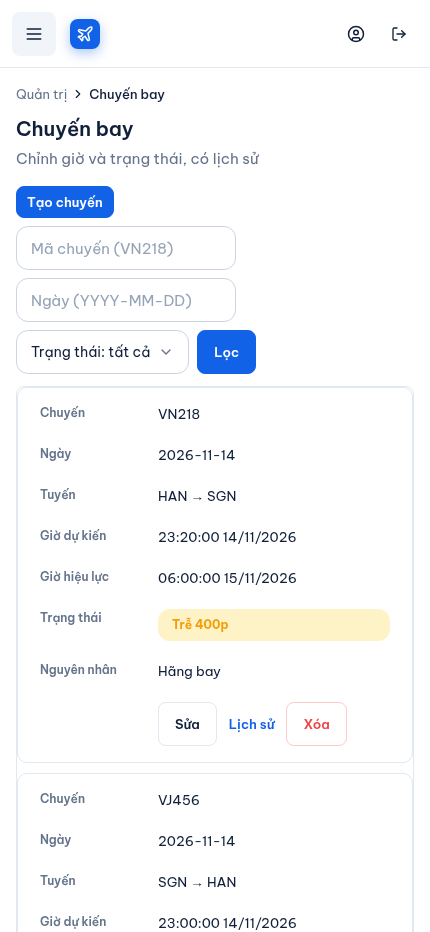 Quản trị > Chuyến bay
Chuyến bay
Chỉnh giờ và trạng thái, có lịch sử
Tạo chuyến
Mã chuyến (VN218)
Ngày (YYYY-MM-DD)
Trạng thái: tất cả
Lọc
Chuyến VN218
Ngày 2026-11-14
Tuyến HAN → SGN
Giờ dự kiến 23:20:00 14/11/2026
Giờ hiệu lực 06:00:00 15/11/2026
Trạng thái Trễ 400p
Nguyên nhân Hãng bay
Sửa Lịch sử Xóa
Chuyến VJ456
Ngày 2026-11-14
Tuyến SGN → HAN
Giờ dự kiến 23:00:00 14/11/2026